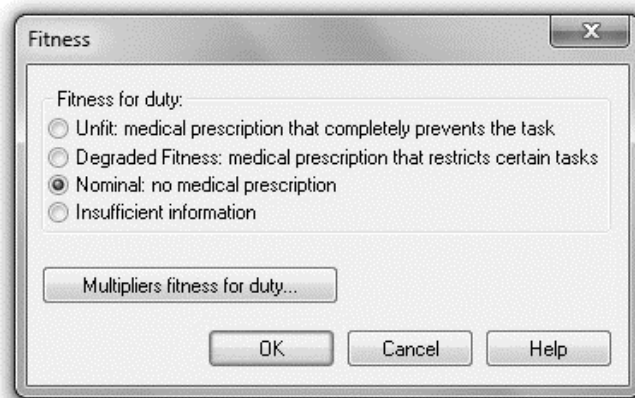 Fitness
Fitness for duty:
Unfit: medical prescription that completely prevents the task
Degraded Fitness: medical prescription that restricts certain tasks
Nominal: no medical prescription
Insufficient information
Multipliers fitness for duty...
OK Cancel Help